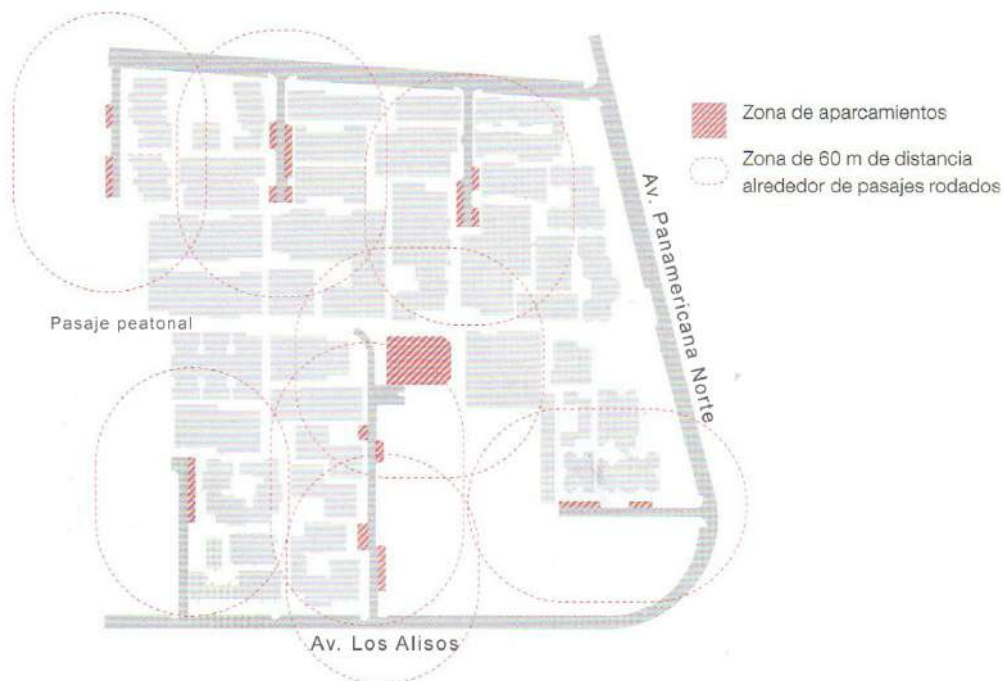 Zona de aparcamientos
Zona de 60 m de distancia
alrededor de pasajes rodados
Av. Panamericana Norte
Pasaje peatonal
Av. Los Alisos